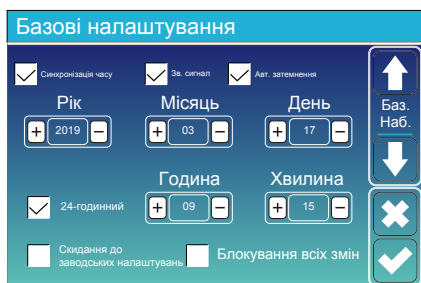 Базові налаштування
Синхронізація часу
Зв. сигнал
Авт. затемнення
Рік
Місяць
День
Баз.
Наб.
+ 2019 −
+ 03 −
+ 17 −
Година
Хвилина
24-годинний
+ 09 −
+ 15 −
Скидання до
заводських налаштувань
Блокування всіх змін